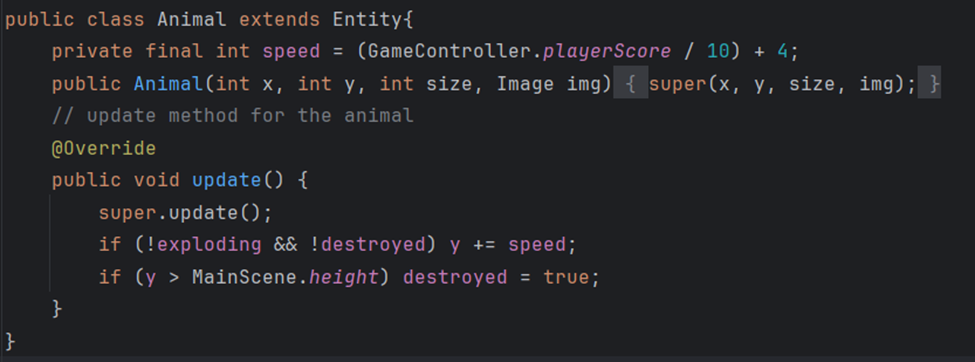 public class Animal extends Entity{
    private final int speed = (GameController.playerScore / 10) + 4;
    public Animal(int x, int y, int size, Image img) { super(x, y, size, img); }
    // update method for the animal
    @Override
    public void update() {
        super.update();
        if (!exploding && !destroyed) y += speed;
        if (y > MainScene.height) destroyed = true;
    }
}